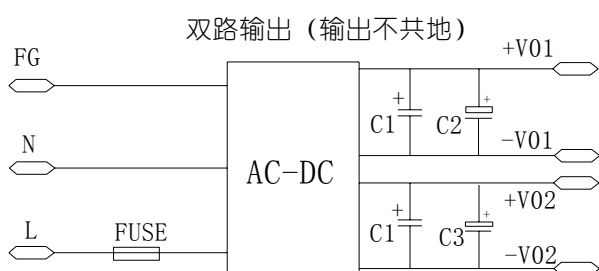 双路输出（输出不共地）
FG
+V01
+
+
C1
C2
N
-V01
AC-DC
+V02
L
FUSE
+
+
C1
C3
-V02